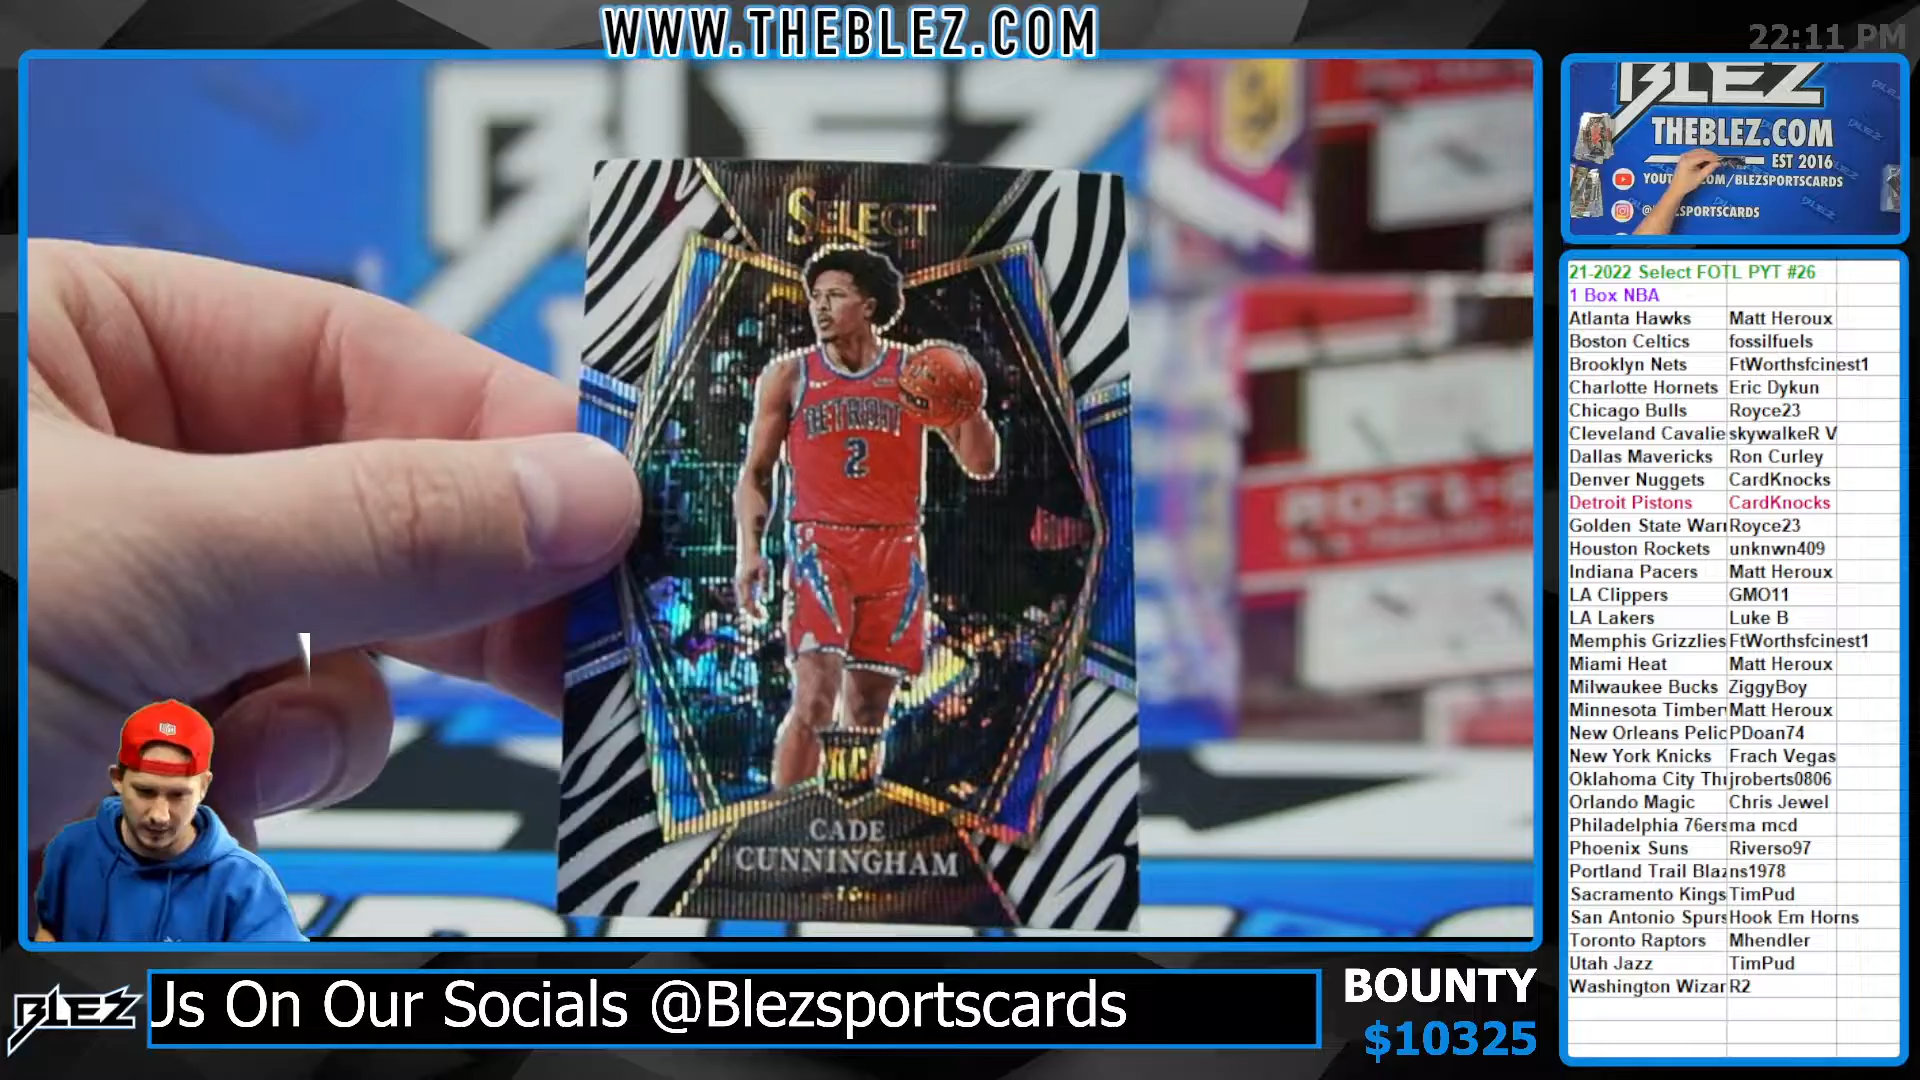 WWW.THEBLEZ.COM
22:11 PM
BLEZ
THEBLEZ.COM
EST 2016
@
SPORTSCARDS
SELECT
DETROIT
2
RC
CADE
CUNNINGHAM
21-2022 Select FOTL PYT #26
1 Box NBA
Atlanta Hawks Matt Heroux
Boston Celtics fossilfuels
Brooklyn Nets FtWorthsfcinest1
Charlotte Hornets Eric Dykun
Chicago Bulls Royce23
Cleveland Cavalie skywalkeR V
Dallas Mavericks Ron Curley
Denver Nuggets CardKnocks
Detroit Pistons CardKnocks
Golden State Warr Royce23
Houston Rockets unknwn409
Indiana Pacers Matt Heroux
LA Clippers GMO11
LA Lakers Luke B
Memphis Grizzlies FtWorthsfcinest1
Miami Heat Matt Heroux
Milwaukee Bucks ZiggyBoy
Minnesota Timber Matt Heroux
New Orleans Pelic PDoan74
New York Knicks Frach Vegas
Oklahoma City Thu jroberts0806
Orlando Magic Chris Jewel
Philadelphia 76ers ma mcd
Phoenix Suns Riverso97
Portland Trail Blaz ns1978
Sacramento Kings TimPud
San Antonio Spurs Hook Em Horns
Toronto Raptors Mhendler
Utah Jazz TimPud
Washington Wizar R2
BLEZ
Js On Our Socials @Blezsportscards
BOUNTY
$10325